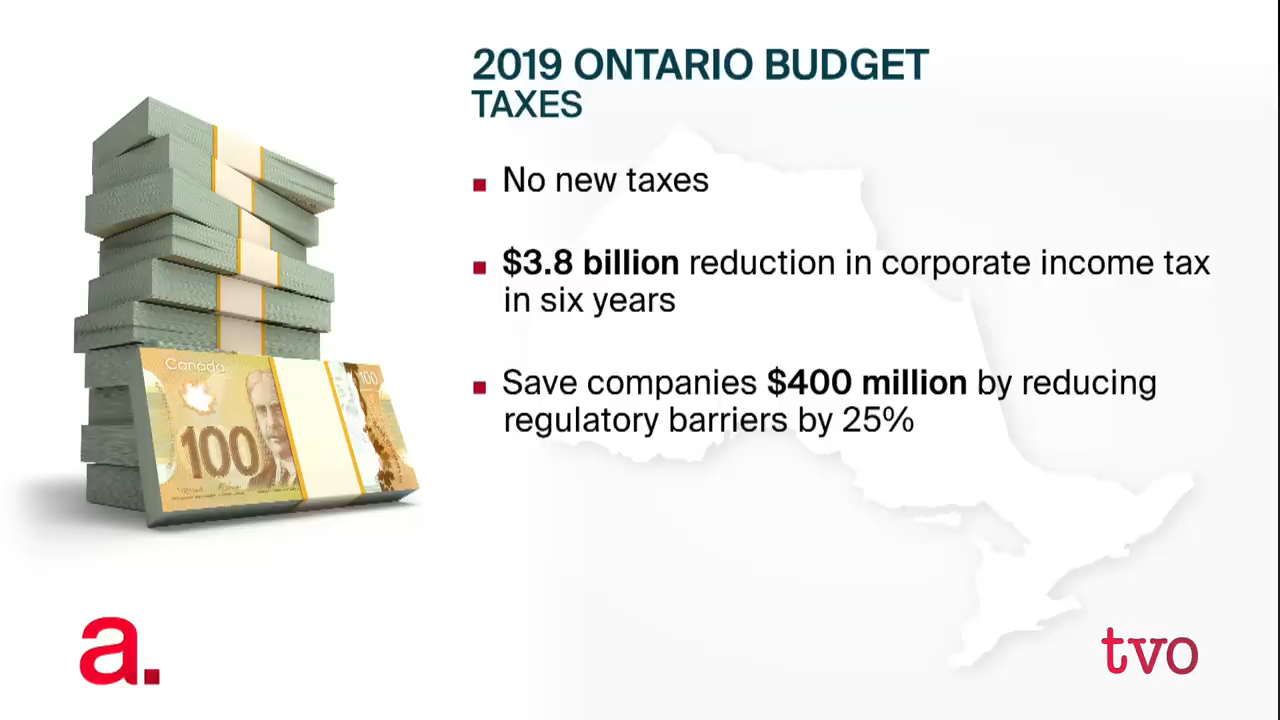 2019 ONTARIO BUDGET
TAXES
No new taxes
$3.8 billion reduction in corporate income tax
in six years
Save companies $400 million by reducing
regulatory barriers by 25%
Canada
100
100
a.
tvo